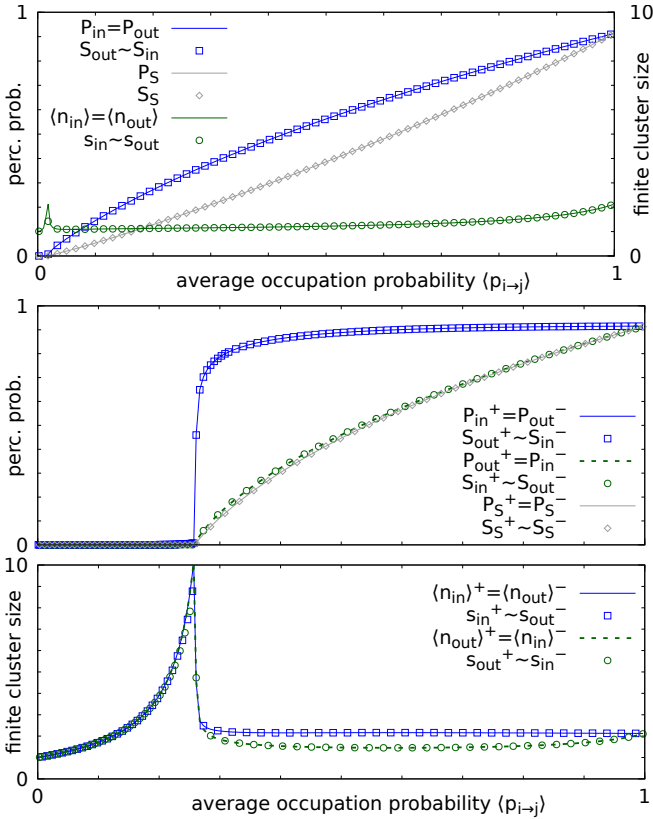 1
10
perc. prob.
finite cluster size
P_in=P_out
S_out~S_in
P_S
S_S
⟨n_in⟩=⟨n_out⟩
s_in~s_out
0
0
0
1
average occupation probability ⟨p_i→j⟩
1
perc. prob.
P_in^+=P_out^−
S_out^+~S_in^−
P_out^+=P_in^−
S_in^+~S_out^−
P_S^+=P_S^−
S_S^+~S_S^−
0
10
finite cluster size
⟨n_in⟩^+=⟨n_out⟩^−
s_in^+~s_out^−
⟨n_out⟩^+=⟨n_in⟩^−
s_out^+~s_in^−
0
0
1
average occupation probability ⟨p_i→j⟩